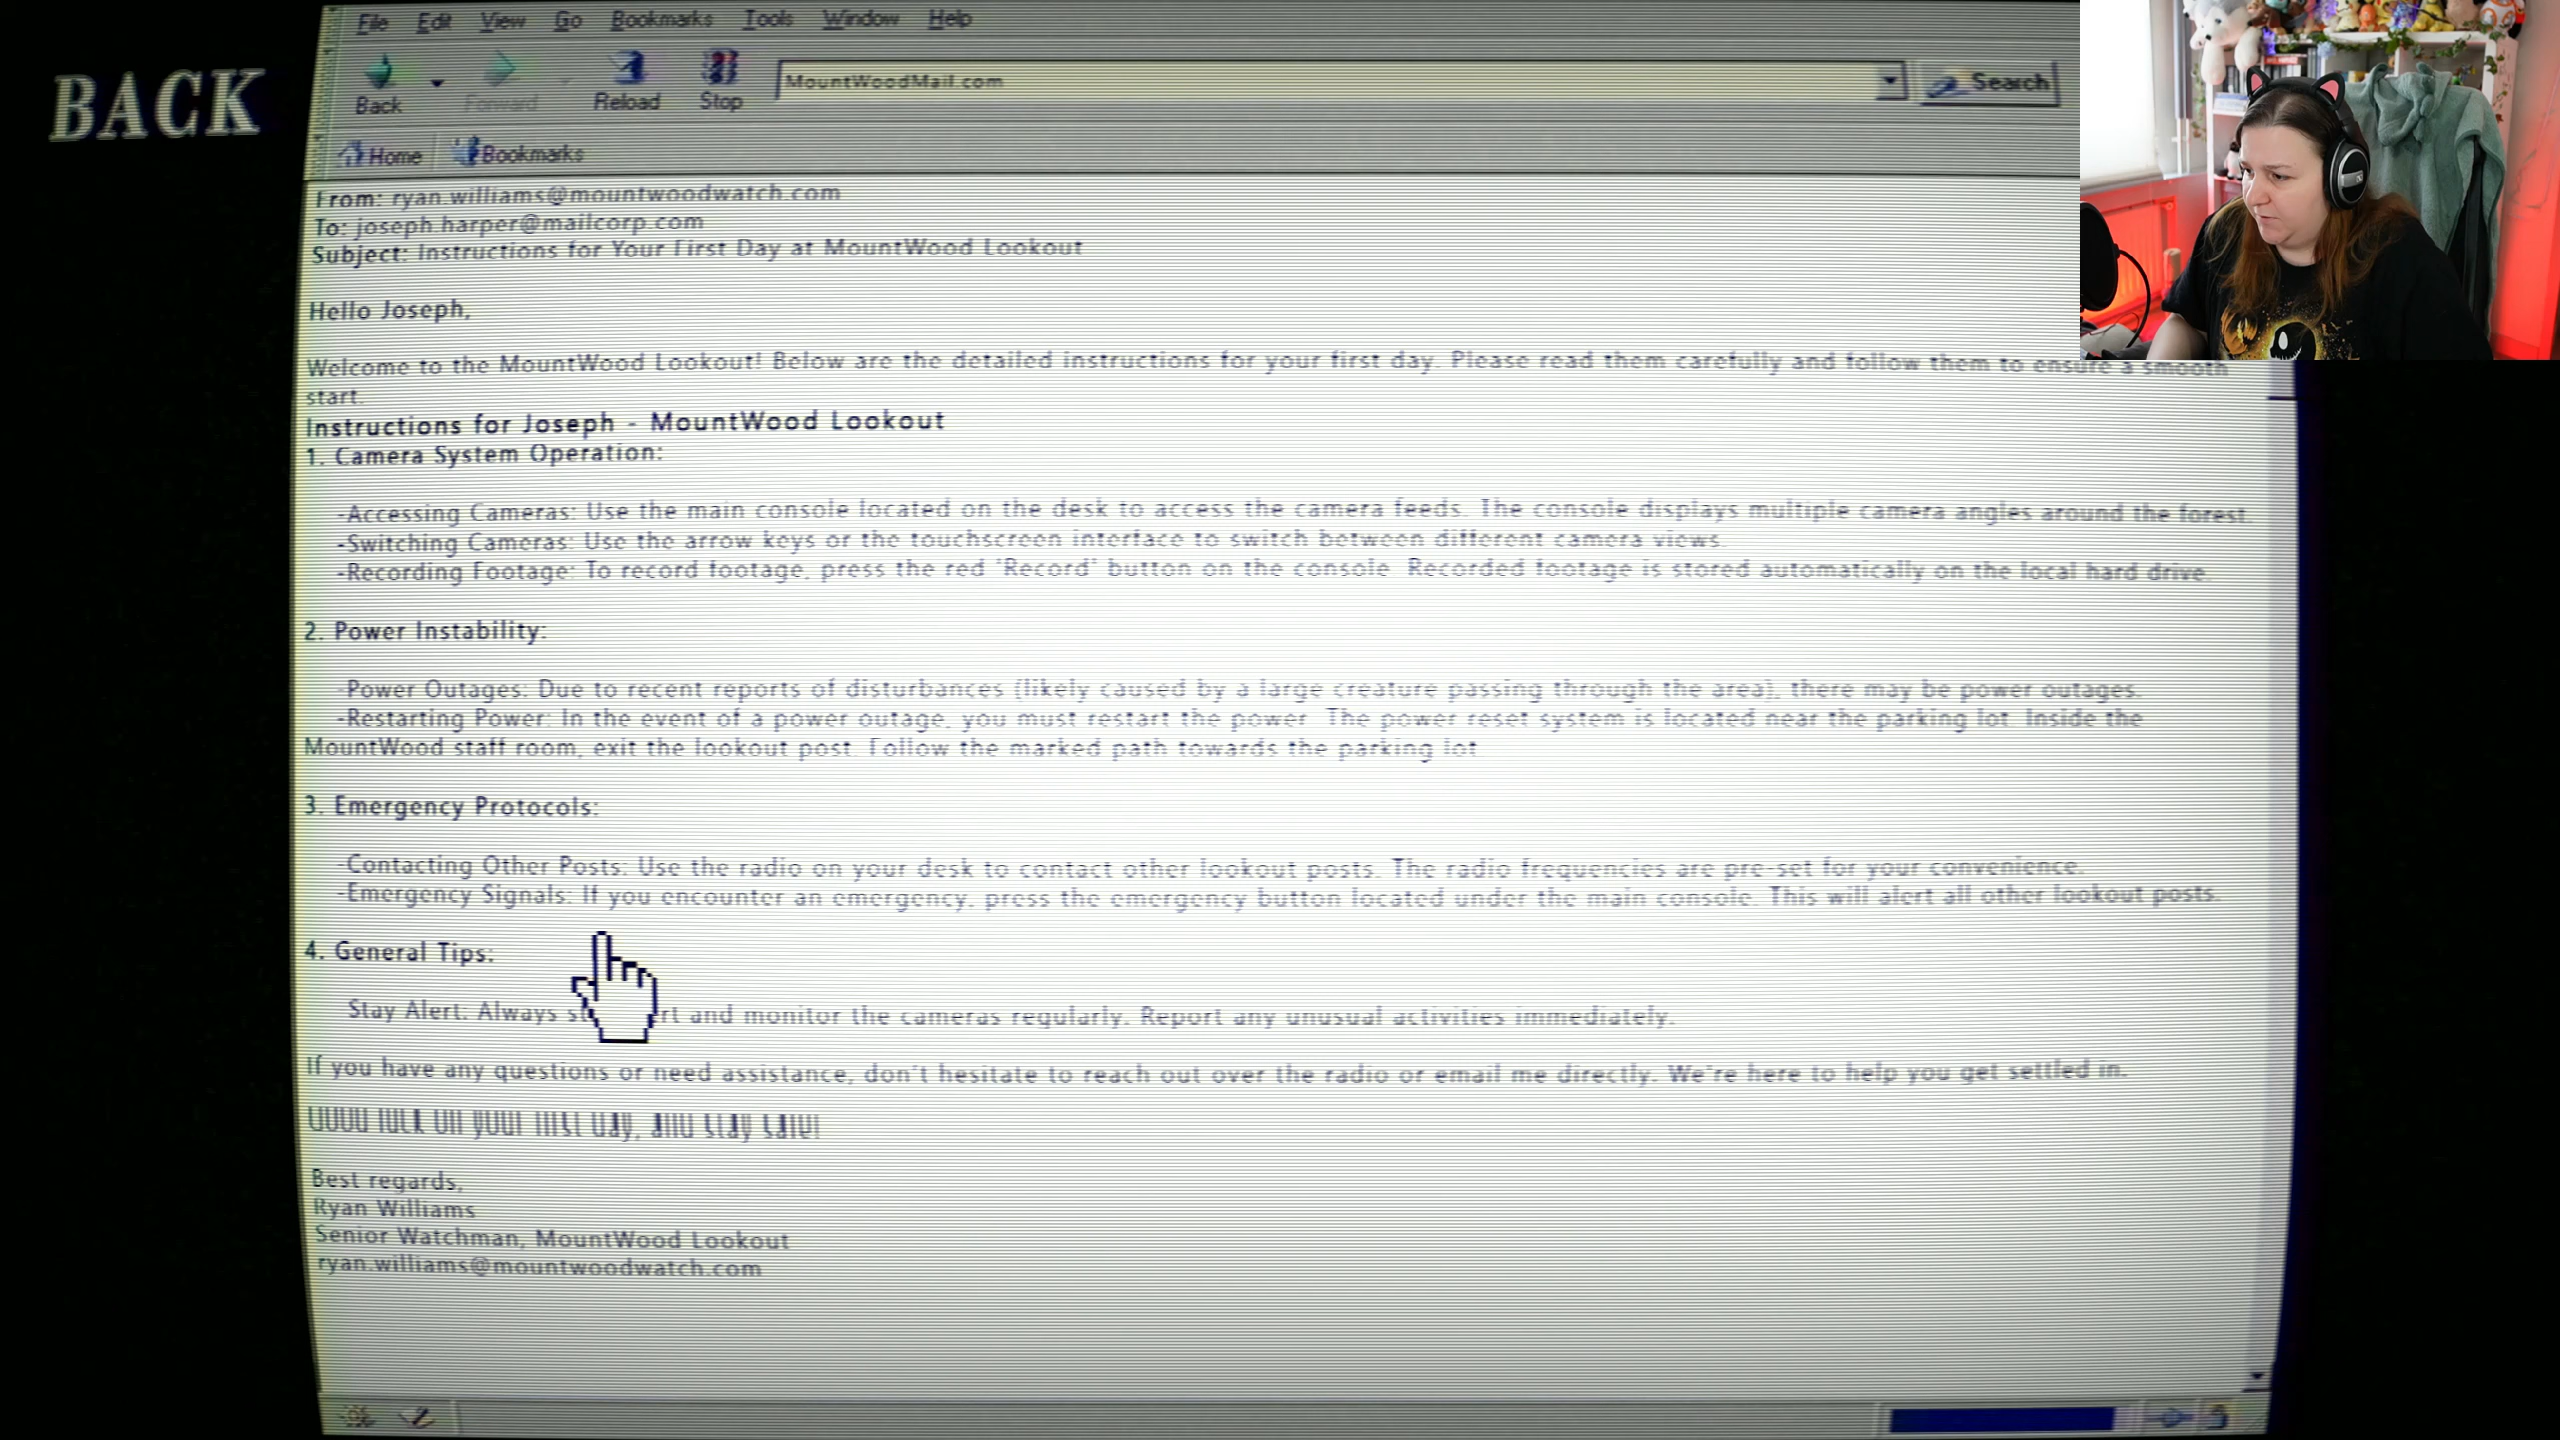 BACK
File Edit View Go Bookmarks Tools Window Help
Back Forward Reload Stop MountWoodMail.com Search
Home Bookmarks
From: ryan.williams@mountwoodwatch.com
To: joseph.harper@mailcorp.com
Subject: Instructions for Your First Day at MountWood Lookout
Hello Joseph,
Welcome to the MountWood Lookout! Below are the detailed instructions for your first day. Please read them carefully and follow them to ensure a smooth
start.
Instructions for Joseph - MountWood Lookout
1. Camera System Operation:
-Accessing Cameras: Use the main console located on the desk to access the camera feeds. The console displays multiple camera angles around the forest.
-Switching Cameras: Use the arrow keys or the touchscreen interface to switch between different camera views.
-Recording Footage: To record footage, press the red 'Record' button on the console. Recorded footage is stored automatically on the local hard drive.
2. Power Instability:
-Power Outages: Due to recent reports of disturbances (likely caused by a large creature passing through the area), there may be power outages.
-Restarting Power: In the event of a power outage, you must restart the power. The power reset system is located near the parking lot. Inside the
MountWood staff room, exit the lookout post. Follow the marked path towards the parking lot.
3. Emergency Protocols:
-Contacting Other Posts: Use the radio on your desk to contact other lookout posts. The radio frequencies are pre-set for your convenience.
-Emergency Signals: If you encounter an emergency, press the emergency button located under the main console. This will alert all other lookout posts.
4. General Tips:
Stay Alert: Always st rt and monitor the cameras regularly. Report any unusual activities immediately.
If you have any questions or need assistance, don't hesitate to reach out over the radio or email me directly. We're here to help you get settled in.
Good luck on your first day, and stay safe!
Best regards,
Ryan Williams
Senior Watchman, MountWood Lookout
ryan.williams@mountwoodwatch.com